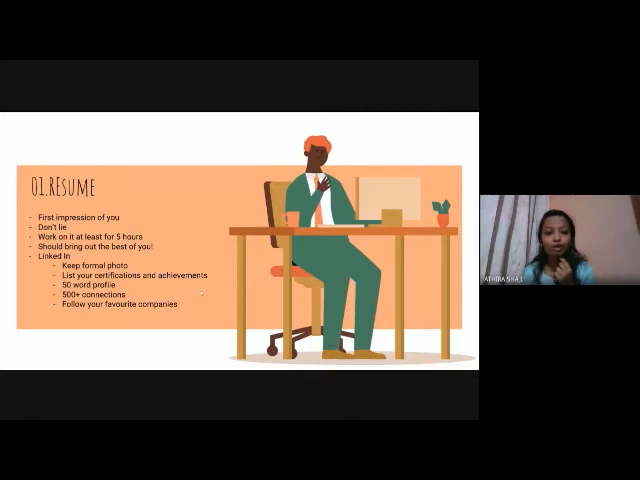 01.REsume
- First impression of you
- Don't lie
- Work on it at least for 5 hours
- Should bring out the best of you!
- Linked In
- Keep formal photo
- List your certifications and achievements
- 50 word profile
- 500+ connections
- Follow your favourite companies
ATHIRA SHAJI